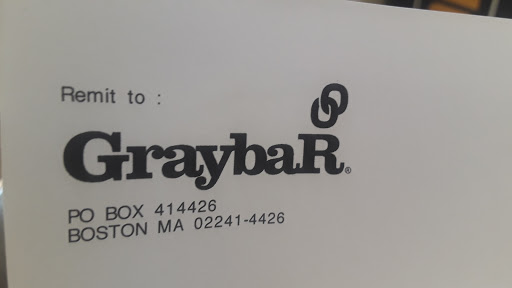 Remit to :
GraybaR®
PO BOX 414426
BOSTON MA 02241-4426